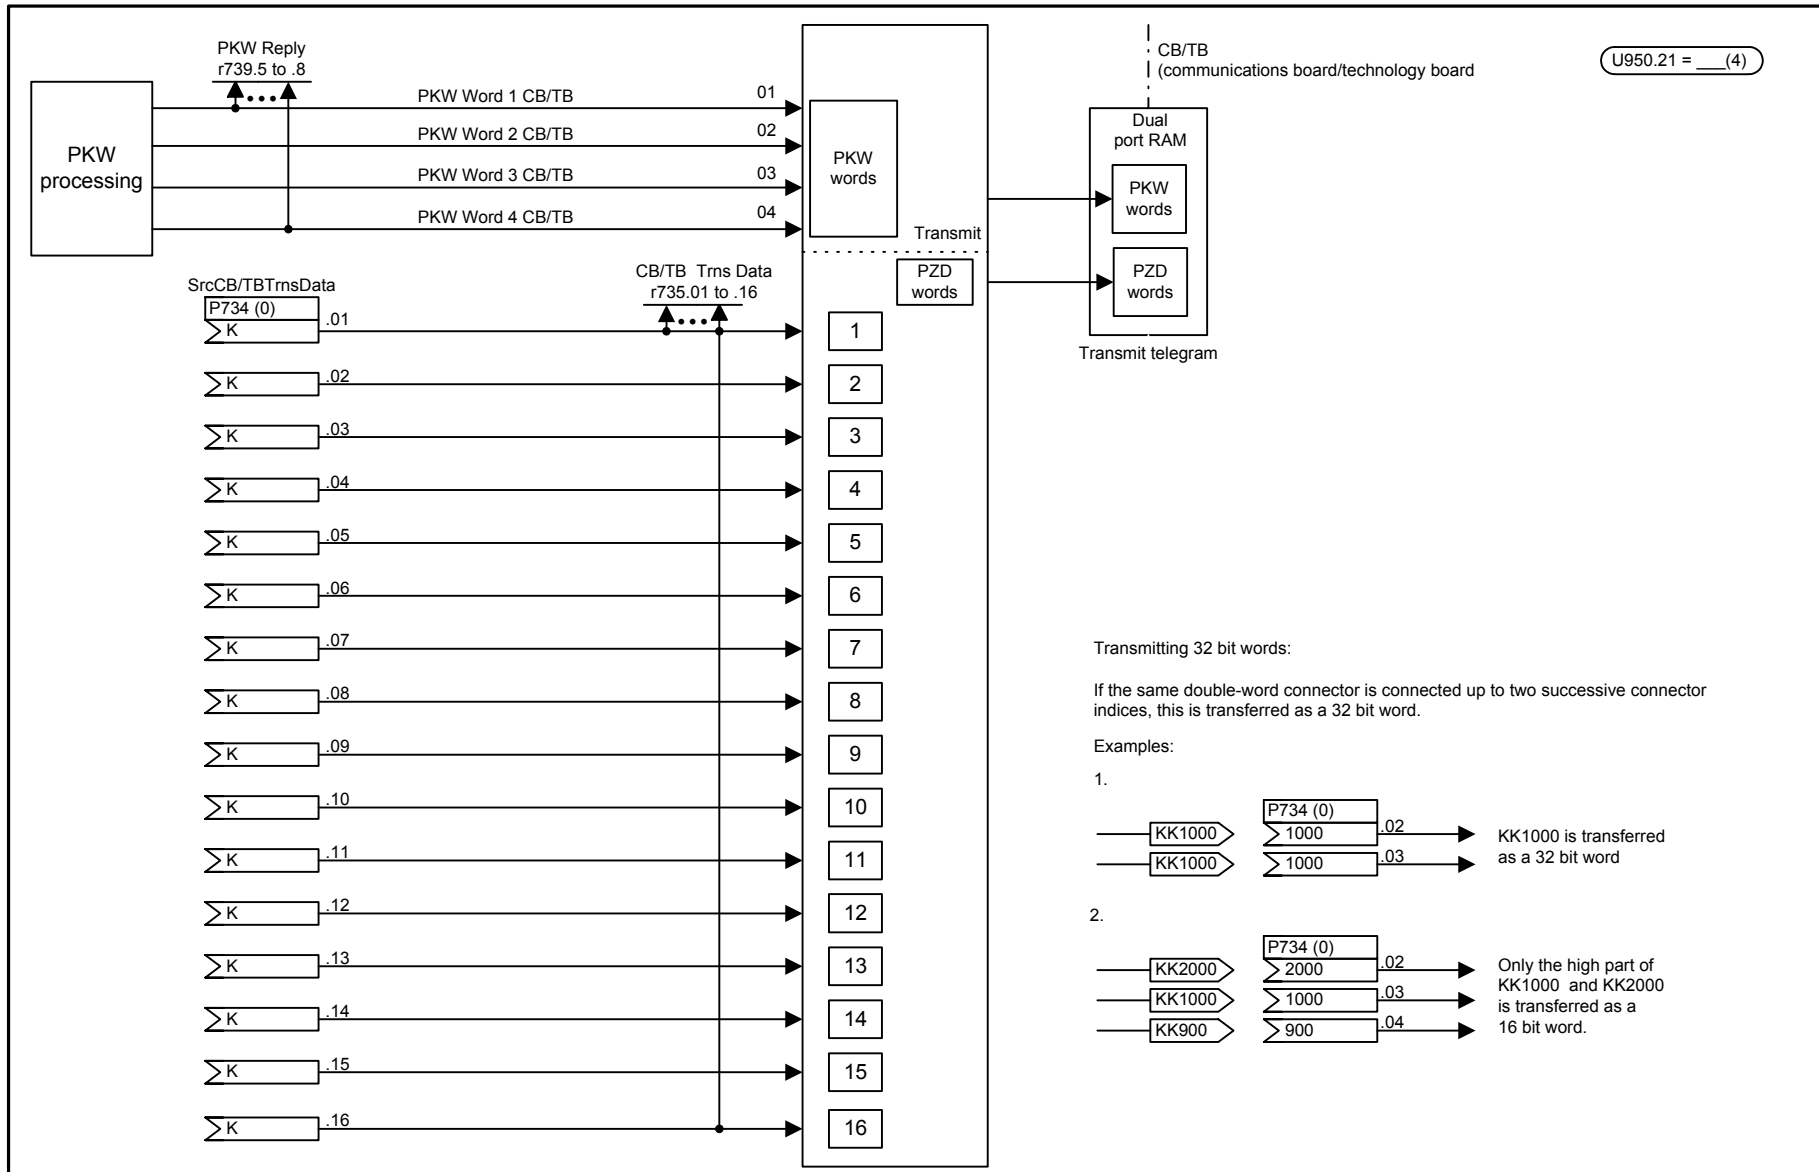 PKW Reply
r739.5 to .8
CB/TB
(communications board/technology board
U950.21 = ___(4)
PKW
processing
PKW Word 1 CB/TB 01
PKW Word 2 CB/TB 02
PKW Word 3 CB/TB 03
PKW Word 4 CB/TB 04
PKW
words
Transmit
PZD
words
Dual
port RAM
PKW
words
PZD
words
Transmit telegram
SrcCB/TBTrnsData
P734 (0)
CB/TB Trns Data
r735.01 to .16
K .01 1
K .02 2
K .03 3
K .04 4
K .05 5
K .06 6
K .07 7
K .08 8
K .09 9
K .10 10
K .11 11
K .12 12
K .13 13
K .14 14
K .15 15
K .16 16
Transmitting 32 bit words:
If the same double-word connector is connected up to two successive connector
indices, this is transferred as a 32 bit word.
Examples:
1.
P734 (0)
KK1000 1000 .02
KK1000 1000 .03
KK1000 is transferred
as a 32 bit word
2.
P734 (0)
KK2000 2000 .02
KK1000 1000 .03
KK900 900 .04
Only the high part of
KK1000 and KK2000
is transferred as a
16 bit word.